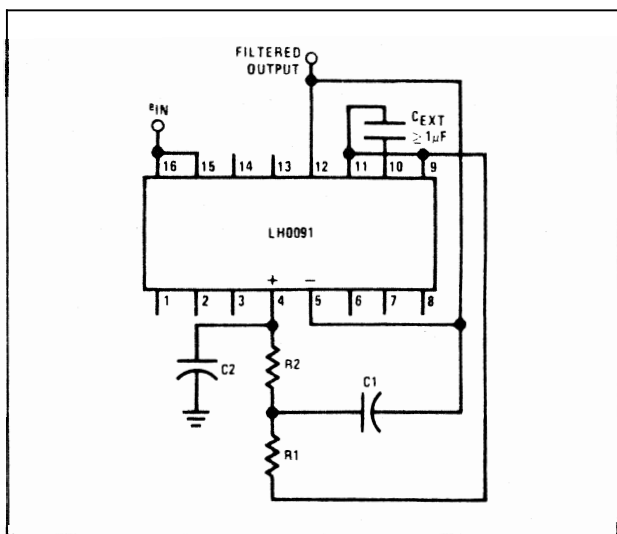 FILTERED
OUTPUT
eIN
CEXT
≥ 1μF
16 15 14 13 12 11 10 9
LH0091
+ −
1 2 3 4 5 6 7 8
C2
R2
C1
R1